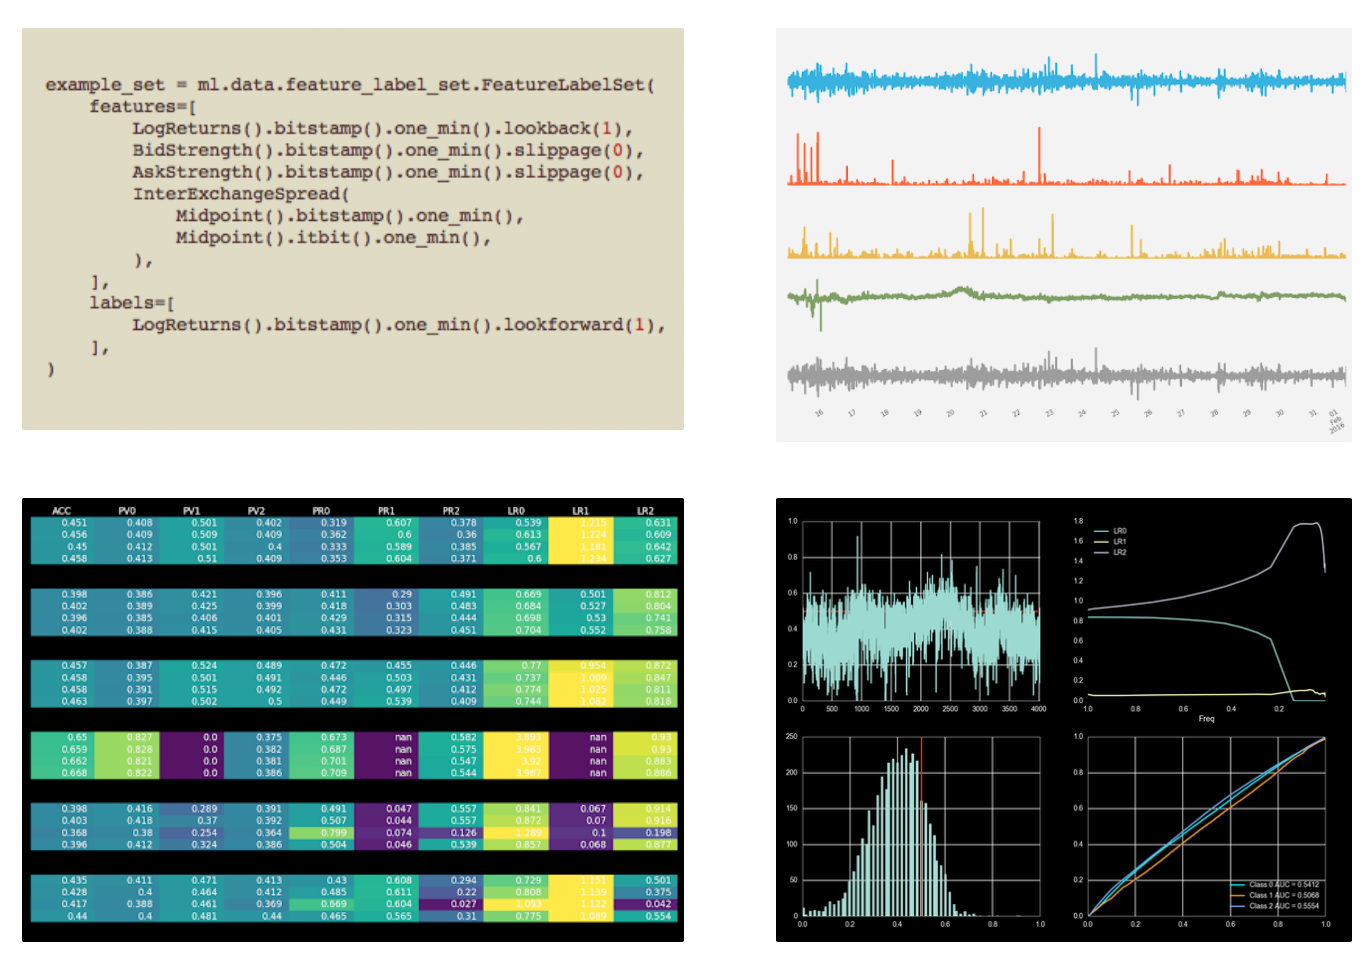 example_set = ml.data.feature_label_set.FeatureLabelSet(
features=[
LogReturns().bitstamp().one_min().lookback(1),
BidStrength().bitstamp().one_min().slippage(0),
AskStrength().bitstamp().one_min().slippage(0),
InterExchangeSpread(
Midpoint().bitstamp().one_min(),
Midpoint().itbit().one_min(),
),
],
labels=[
LogReturns().bitstamp().one_min().lookforward(1),
],
)
16 17 18 19 20 21 22 23 24 25 26 27 28 29 30 31 01
Feb
2016
ACC PV0 PV1 PV2 PR0 PR1 PR2 LR0 LR1 LR2
0.451 0.408 0.501 0.402 0.319 0.607 0.378 0.539 1.215 0.631
0.456 0.409 0.509 0.409 0.362 0.6 0.36 0.613 1.224 0.609
0.45 0.412 0.501 0.4 0.333 0.589 0.385 0.567 1.181 0.642
0.458 0.413 0.51 0.409 0.353 0.604 0.371 0.6 1.234 0.627
0.398 0.386 0.421 0.396 0.411 0.29 0.491 0.669 0.501 0.812
0.402 0.389 0.425 0.399 0.418 0.303 0.483 0.684 0.527 0.804
0.396 0.385 0.406 0.401 0.429 0.315 0.444 0.698 0.53 0.741
0.402 0.388 0.415 0.405 0.431 0.323 0.451 0.704 0.552 0.758
0.457 0.387 0.524 0.489 0.472 0.455 0.446 0.77 0.954 0.872
0.458 0.395 0.501 0.491 0.446 0.503 0.431 0.737 1.009 0.847
0.458 0.391 0.515 0.492 0.472 0.497 0.412 0.774 1.025 0.811
0.463 0.397 0.502 0.5 0.449 0.539 0.409 0.744 1.082 0.818
0.65 0.827 0.0 0.375 0.673 nan 0.582 3.893 nan 0.93
0.659 0.828 0.0 0.382 0.687 nan 0.575 3.983 nan 0.93
0.662 0.821 0.0 0.381 0.701 nan 0.547 3.92 nan 0.883
0.668 0.822 0.0 0.386 0.709 nan 0.544 3.987 nan 0.886
0.398 0.416 0.289 0.391 0.491 0.047 0.557 0.841 0.067 0.914
0.403 0.418 0.37 0.392 0.507 0.044 0.557 0.872 0.07 0.916
0.368 0.38 0.254 0.364 0.799 0.074 0.126 1.289 0.1 0.198
0.396 0.412 0.324 0.386 0.504 0.046 0.539 0.857 0.068 0.877
0.435 0.411 0.471 0.413 0.43 0.608 0.294 0.729 1.151 0.501
0.428 0.4 0.464 0.412 0.485 0.611 0.22 0.808 1.139 0.375
0.417 0.388 0.461 0.369 0.669 0.604 0.027 1.093 1.122 0.042
0.44 0.4 0.481 0.44 0.465 0.565 0.31 0.775 1.089 0.554
1.0
0.8
0.6
0.4
0.2
0.0
0 500 1000 1500 2000 2500 3000 3500 4000
1.8
1.6
1.4
1.2
1.0
0.8
0.6
0.4
0.2
0.0
LR0
LR1
LR2
1.0 0.8 0.6 0.4 0.2
Freq
250
200
150
100
50
0
0.0 0.2 0.4 0.6 0.8 1.0
1.0
0.8
0.6
0.4
0.2
0.0
Class 0 AUC = 0.5412
Class 1 AUC = 0.5068
Class 2 AUC = 0.5554
0.0 0.2 0.4 0.6 0.8 1.0